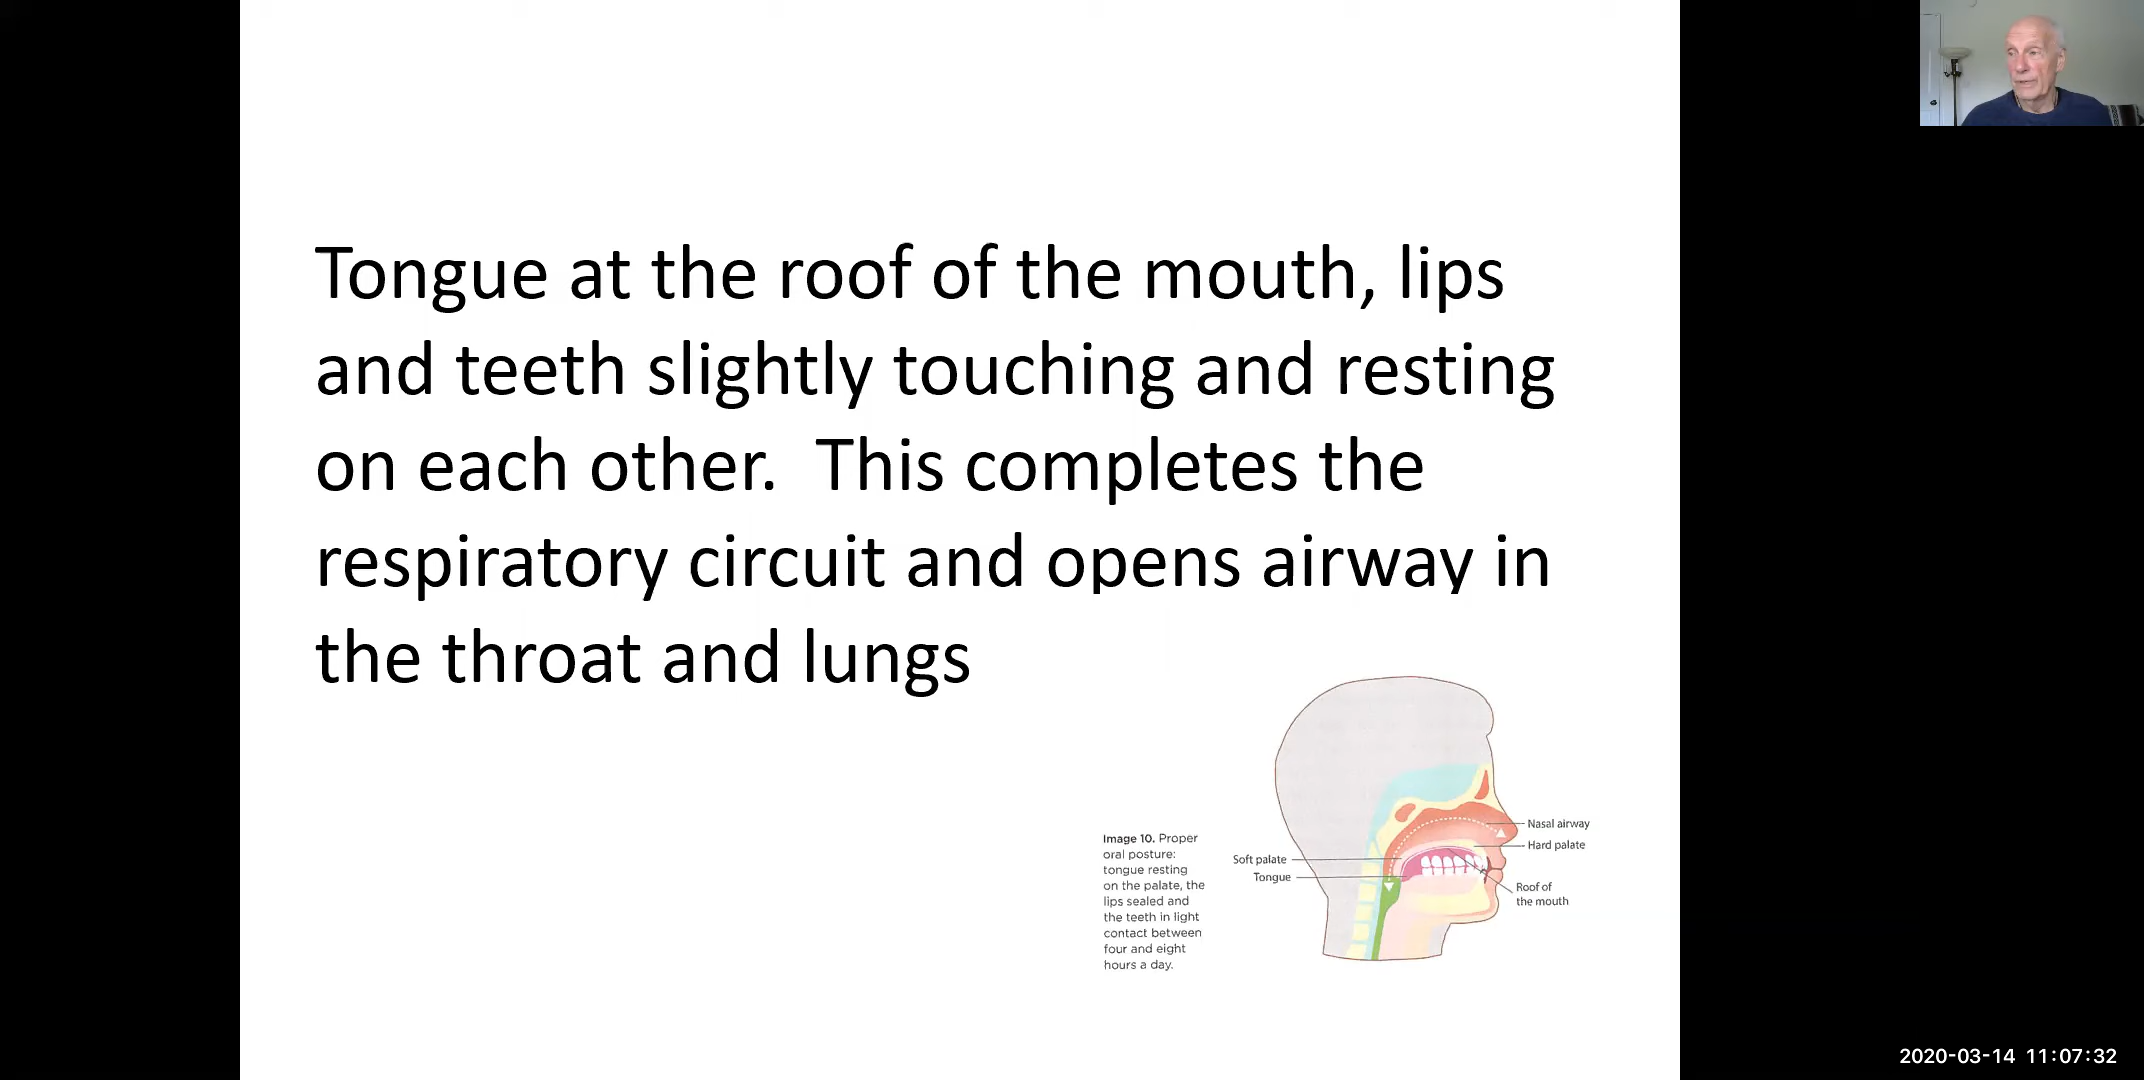 Tongue at the roof of the mouth, lips
and teeth slightly touching and resting
on each other.  This completes the
respiratory circuit and opens airway in
the throat and lungs
Image 10. Proper
oral posture:
tongue resting
on the palate, the
lips sealed and
the teeth in light
contact between
four and eight
hours a day.
Soft palate
Tongue
Nasal airway
Hard palate
Roof of
the mouth
2020-03-14 11:07:32